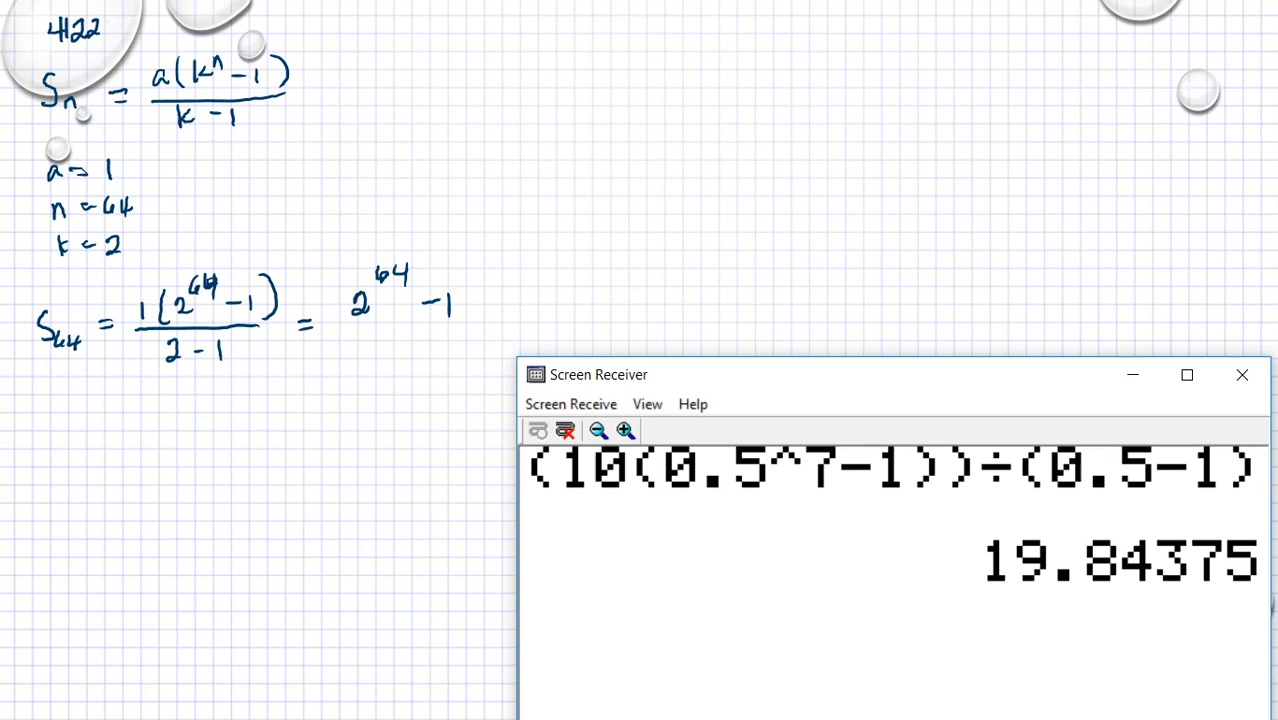 4122
Sn = a(k^n - 1) / k - 1
a = 1
n = 64
k = 2
S64 = 1(2^64 - 1) / 2 - 1 = 2^64 - 1
Screen Receiver
Screen Receive View Help
(10(0.5^7-1))÷(0.5-1)
19.84375